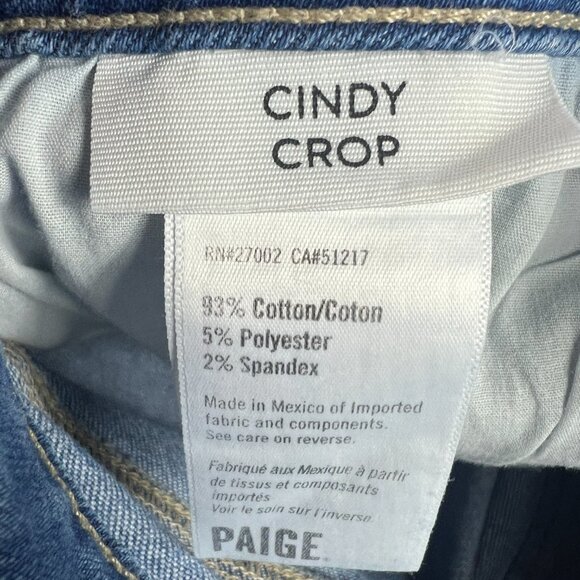 CINDY
CROP
RN#27002 CA#51217
93% Cotton/Coton
5% Polyester
2% Spandex
Made in Mexico of Imported
fabric and components.
See care on reverse.
Fabriqué aux Mexique à partir
de tissus et composants
importés
Voir le soin sur l'inverse.
PAIGE